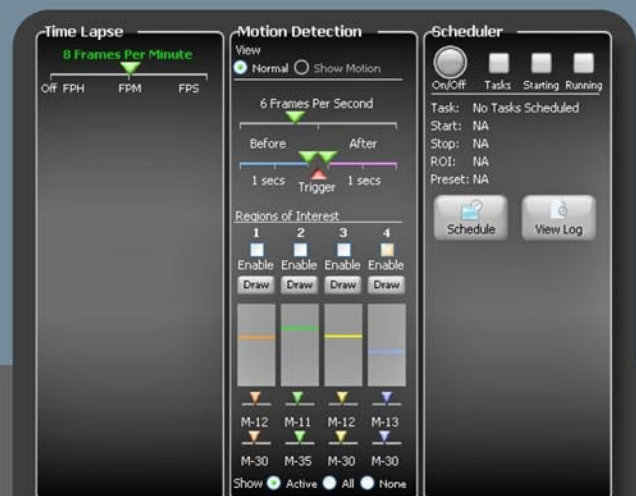 Time Lapse
8 Frames Per Minute
Off FPH FPM FPS
Motion Detection
View
Normal Show Motion
6 Frames Per Second
Before After
1 secs Trigger 1 secs
Regions of Interest
1 2 3 4
Enable Enable Enable Enable
Draw Draw Draw Draw
M-12 M-11 M-12 M-13
M-30 M-35 M-30 M-30
Show Active All None
Scheduler
On/Off Tasks Starting Running
Task: No Tasks Scheduled
Start: NA
Stop: NA
ROI: NA
Preset: NA
Schedule View Log